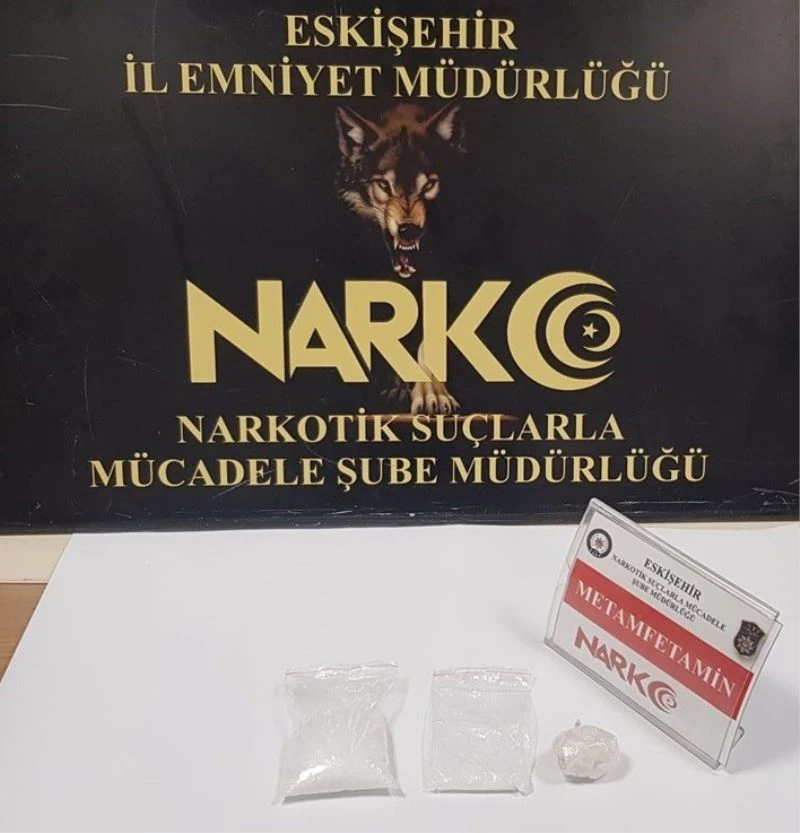 ESKİŞEHİR
İL EMNİYET MÜDÜRLÜĞÜ
NARKO
NARKOTİK SUÇLARLA
MÜCADELE ŞUBE MÜDÜRLÜĞÜ
ESKİŞEHİR
NARKOTİK SUÇLARLA MÜCADELE
ŞUBE MÜDÜRLÜĞÜ
METAMFETAMİN
NARKO